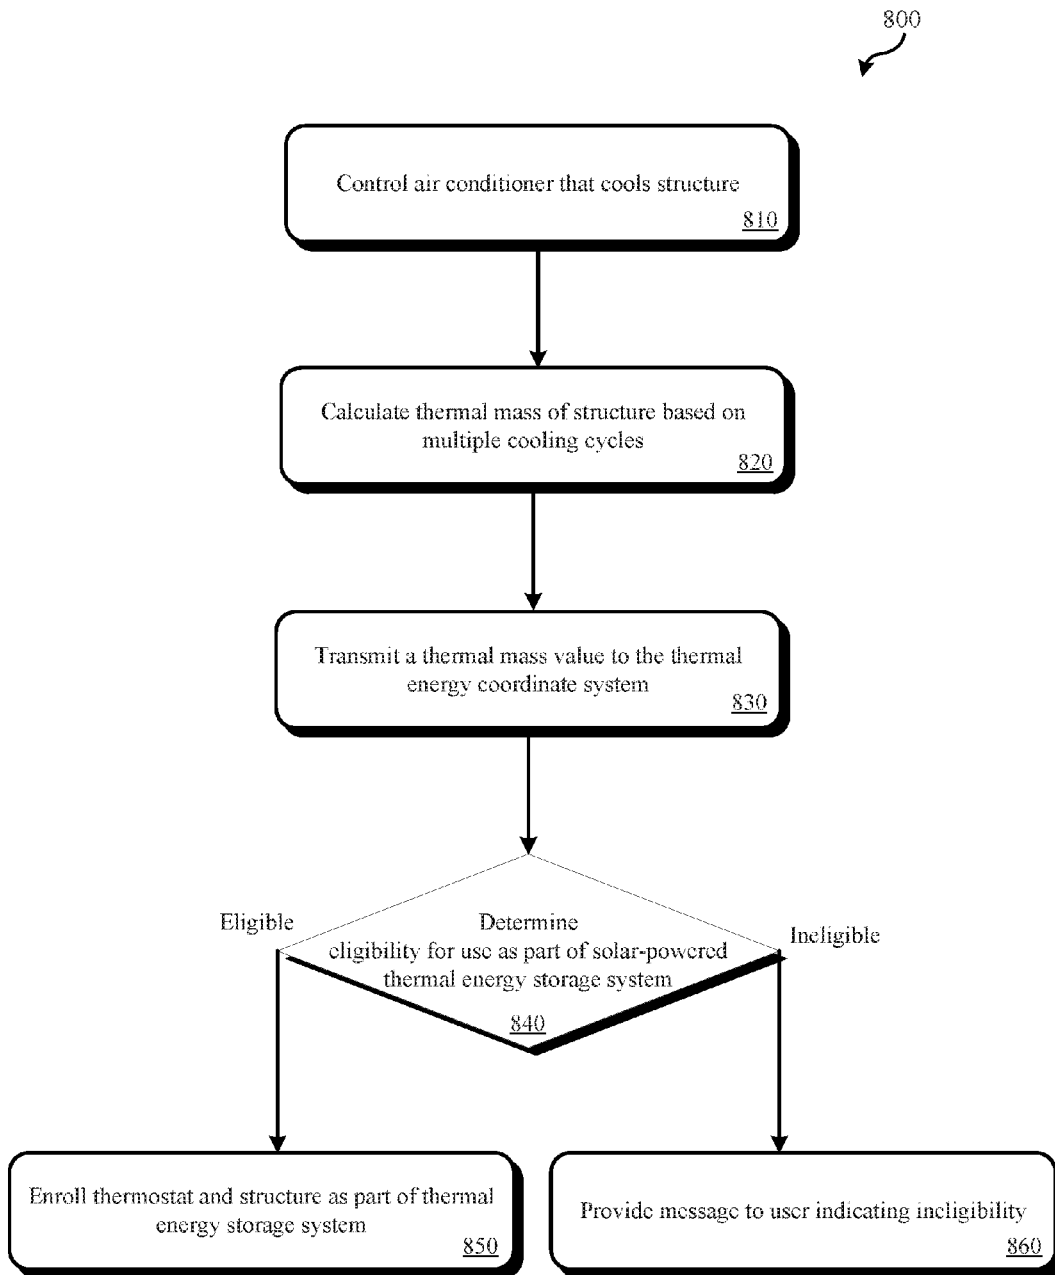 800
Control air conditioner that cools structure
810
Calculate thermal mass of structure based on
multiple cooling cycles
820
Transmit a thermal mass value to the thermal
energy coordinate system
830
Eligible
Determine
Ineligible
eligibility for use as part of solar-powered
thermal energy storage system
840
Enroll thermostat and structure as part of thermal
energy storage system
850
Provide message to user indicating ineligibility
860